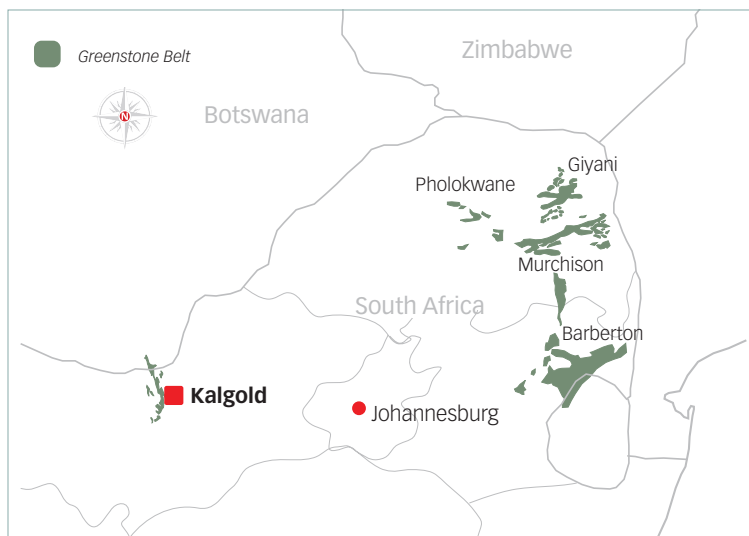 Zimbabwe
Greenstone Belt
N
Botswana
Giyani
Pholokwane
Murchison
South Africa
Barberton
Kalgold
Johannesburg